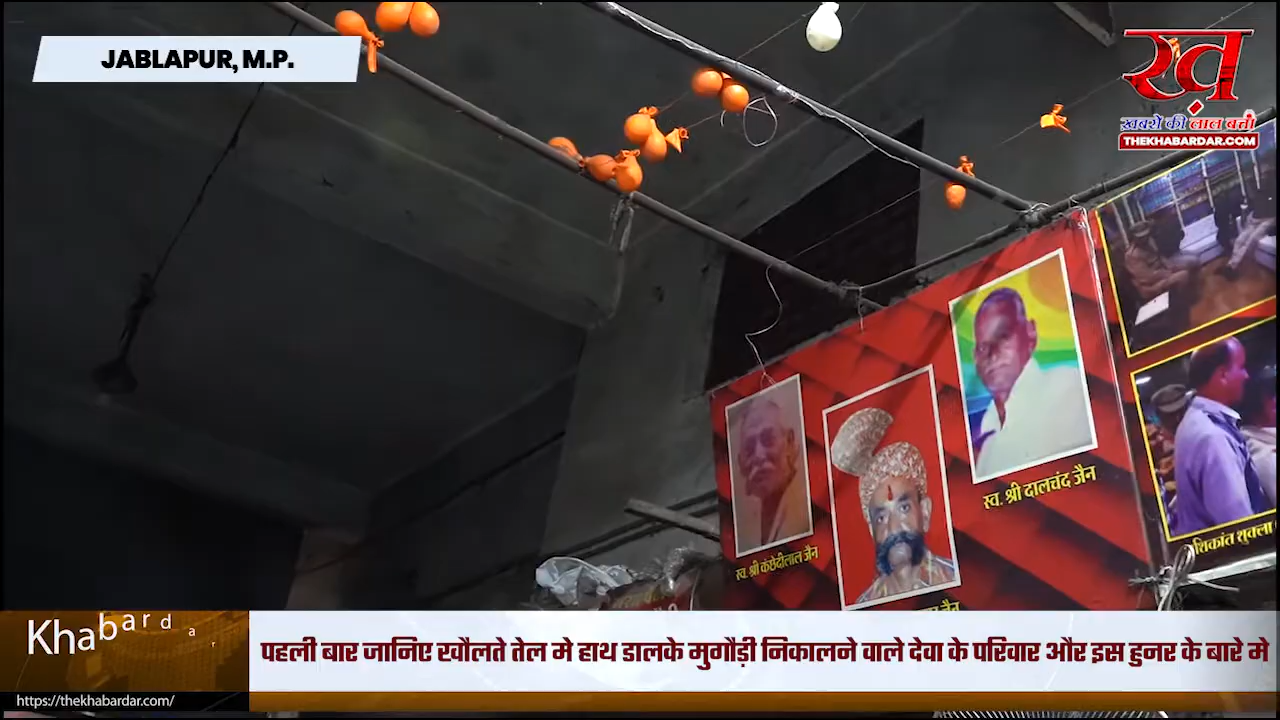 JABLAPUR, M.P.
ख़
ख़बरों की लाल बत्ती
THEKHABARDAR.COM
स्व. श्री दालचंद जैन
स्व. श्री कंछेदीलाल जैन
जैन
शिकांत शुक्ला
Khabardar
पहली बार जानिए खौलते तेल मे हाथ डालके मुगौड़ी निकालने वाले देवा के परिवार और इस हुनर के बारे मे
https://thekhabardar.com/